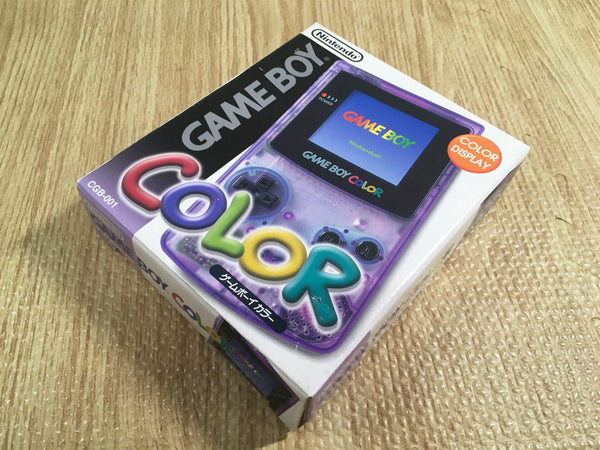 Nintendo
GAME BOY
COLOR
CGB-001
ゲームボーイカラー
POWER
GAME BOY
Nintendo
GAME BOY COLOR
COLOR
DISPLAY
B
A
GAME BOY COLOR